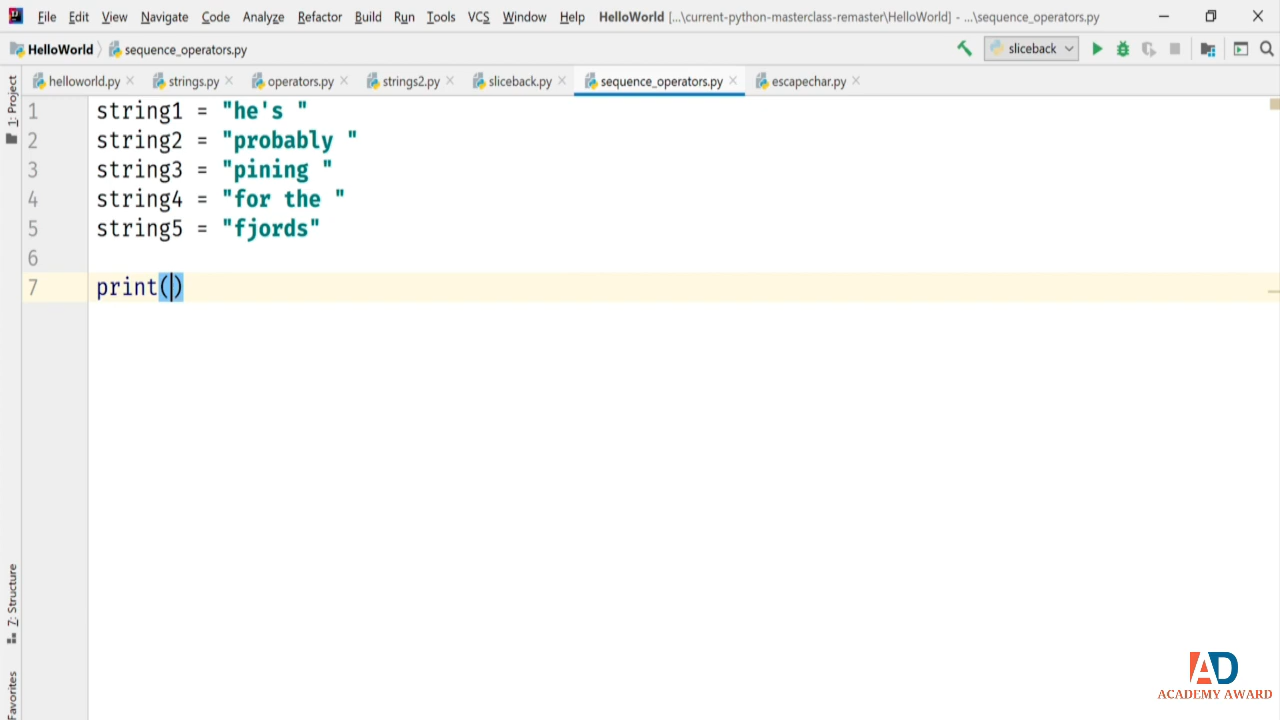 File Edit View Navigate Code Analyze Refactor Build Run Tools VCS Window Help HelloWorld [...\current-python-masterclass-remaster\HelloWorld] - ...\sequence_operators.py
HelloWorld sequence_operators.py sliceback
helloworld.py strings.py operators.py strings2.py sliceback.py sequence_operators.py escapechar.py
1: Project
1 string1 = "he's "
2 string2 = "probably "
3 string3 = "pining "
4 string4 = "for the "
5 string5 = "fjords"
6
7 print()
7: Structure
Favorites
AD
ACADEMY AWARD